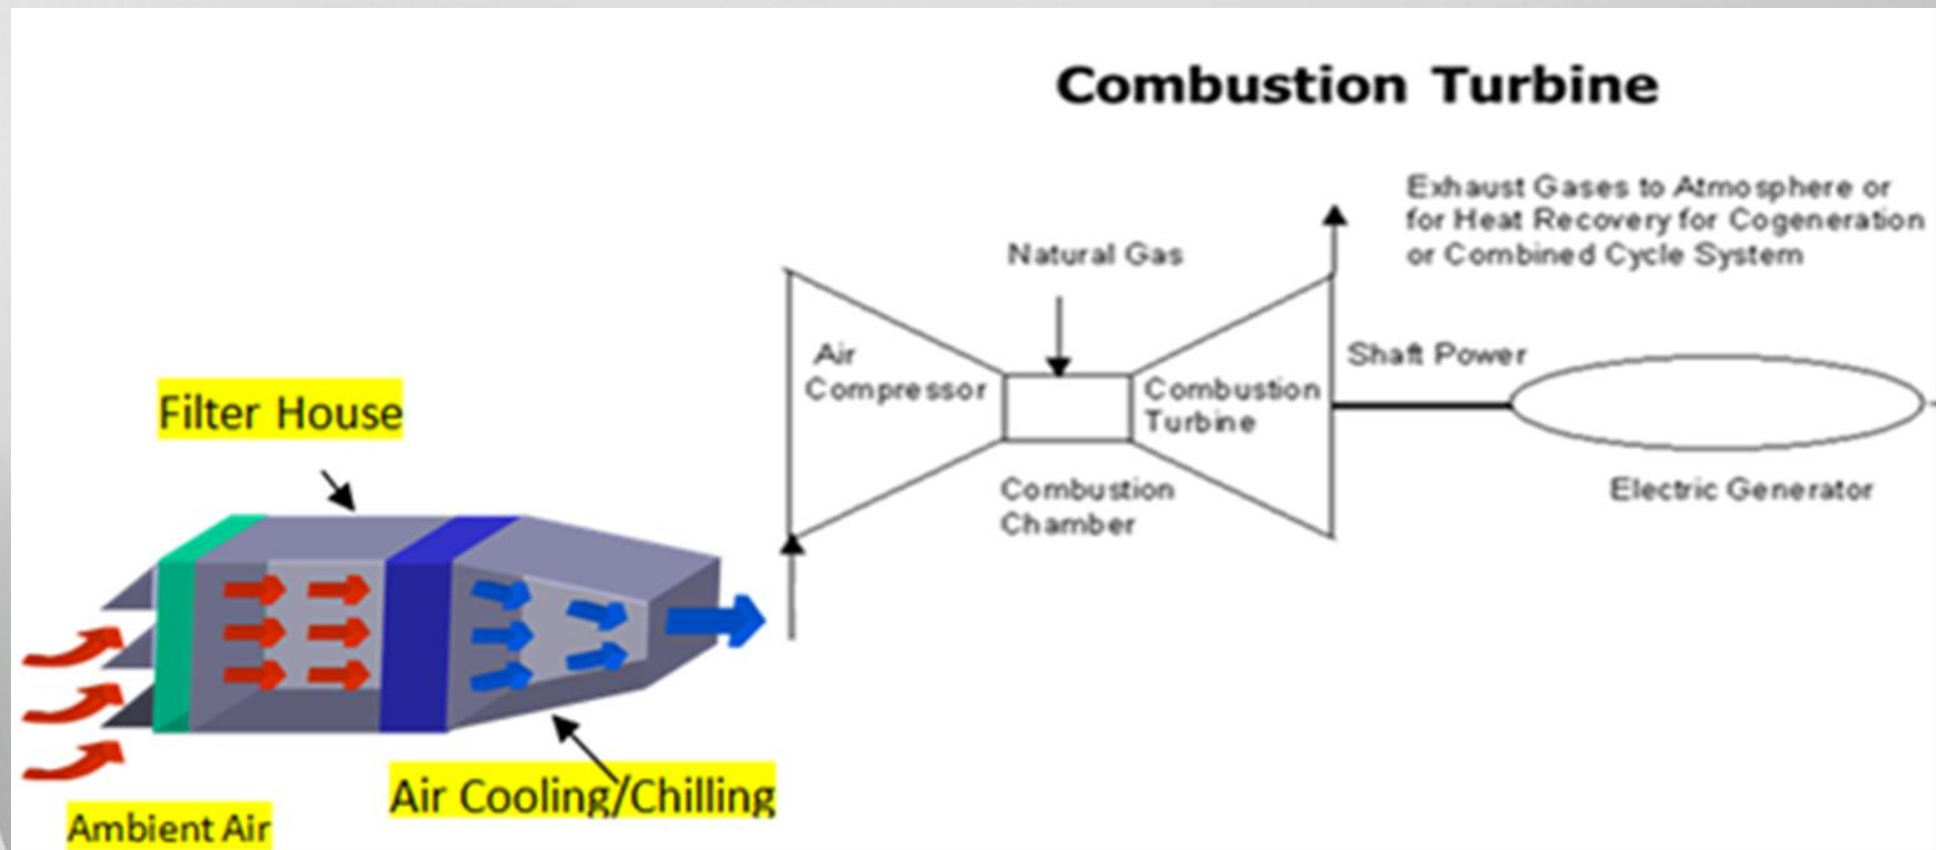 Combustion Turbine
Exhaust Gases to Atmosphere or
for Heat Recovery for Cogeneration
or Combined Cycle System
Natural Gas
Air
Compressor
Combustion
Turbine
Shaft Power
Combustion
Chamber
Electric Generator
Filter House
Air Cooling/Chilling
Ambient Air